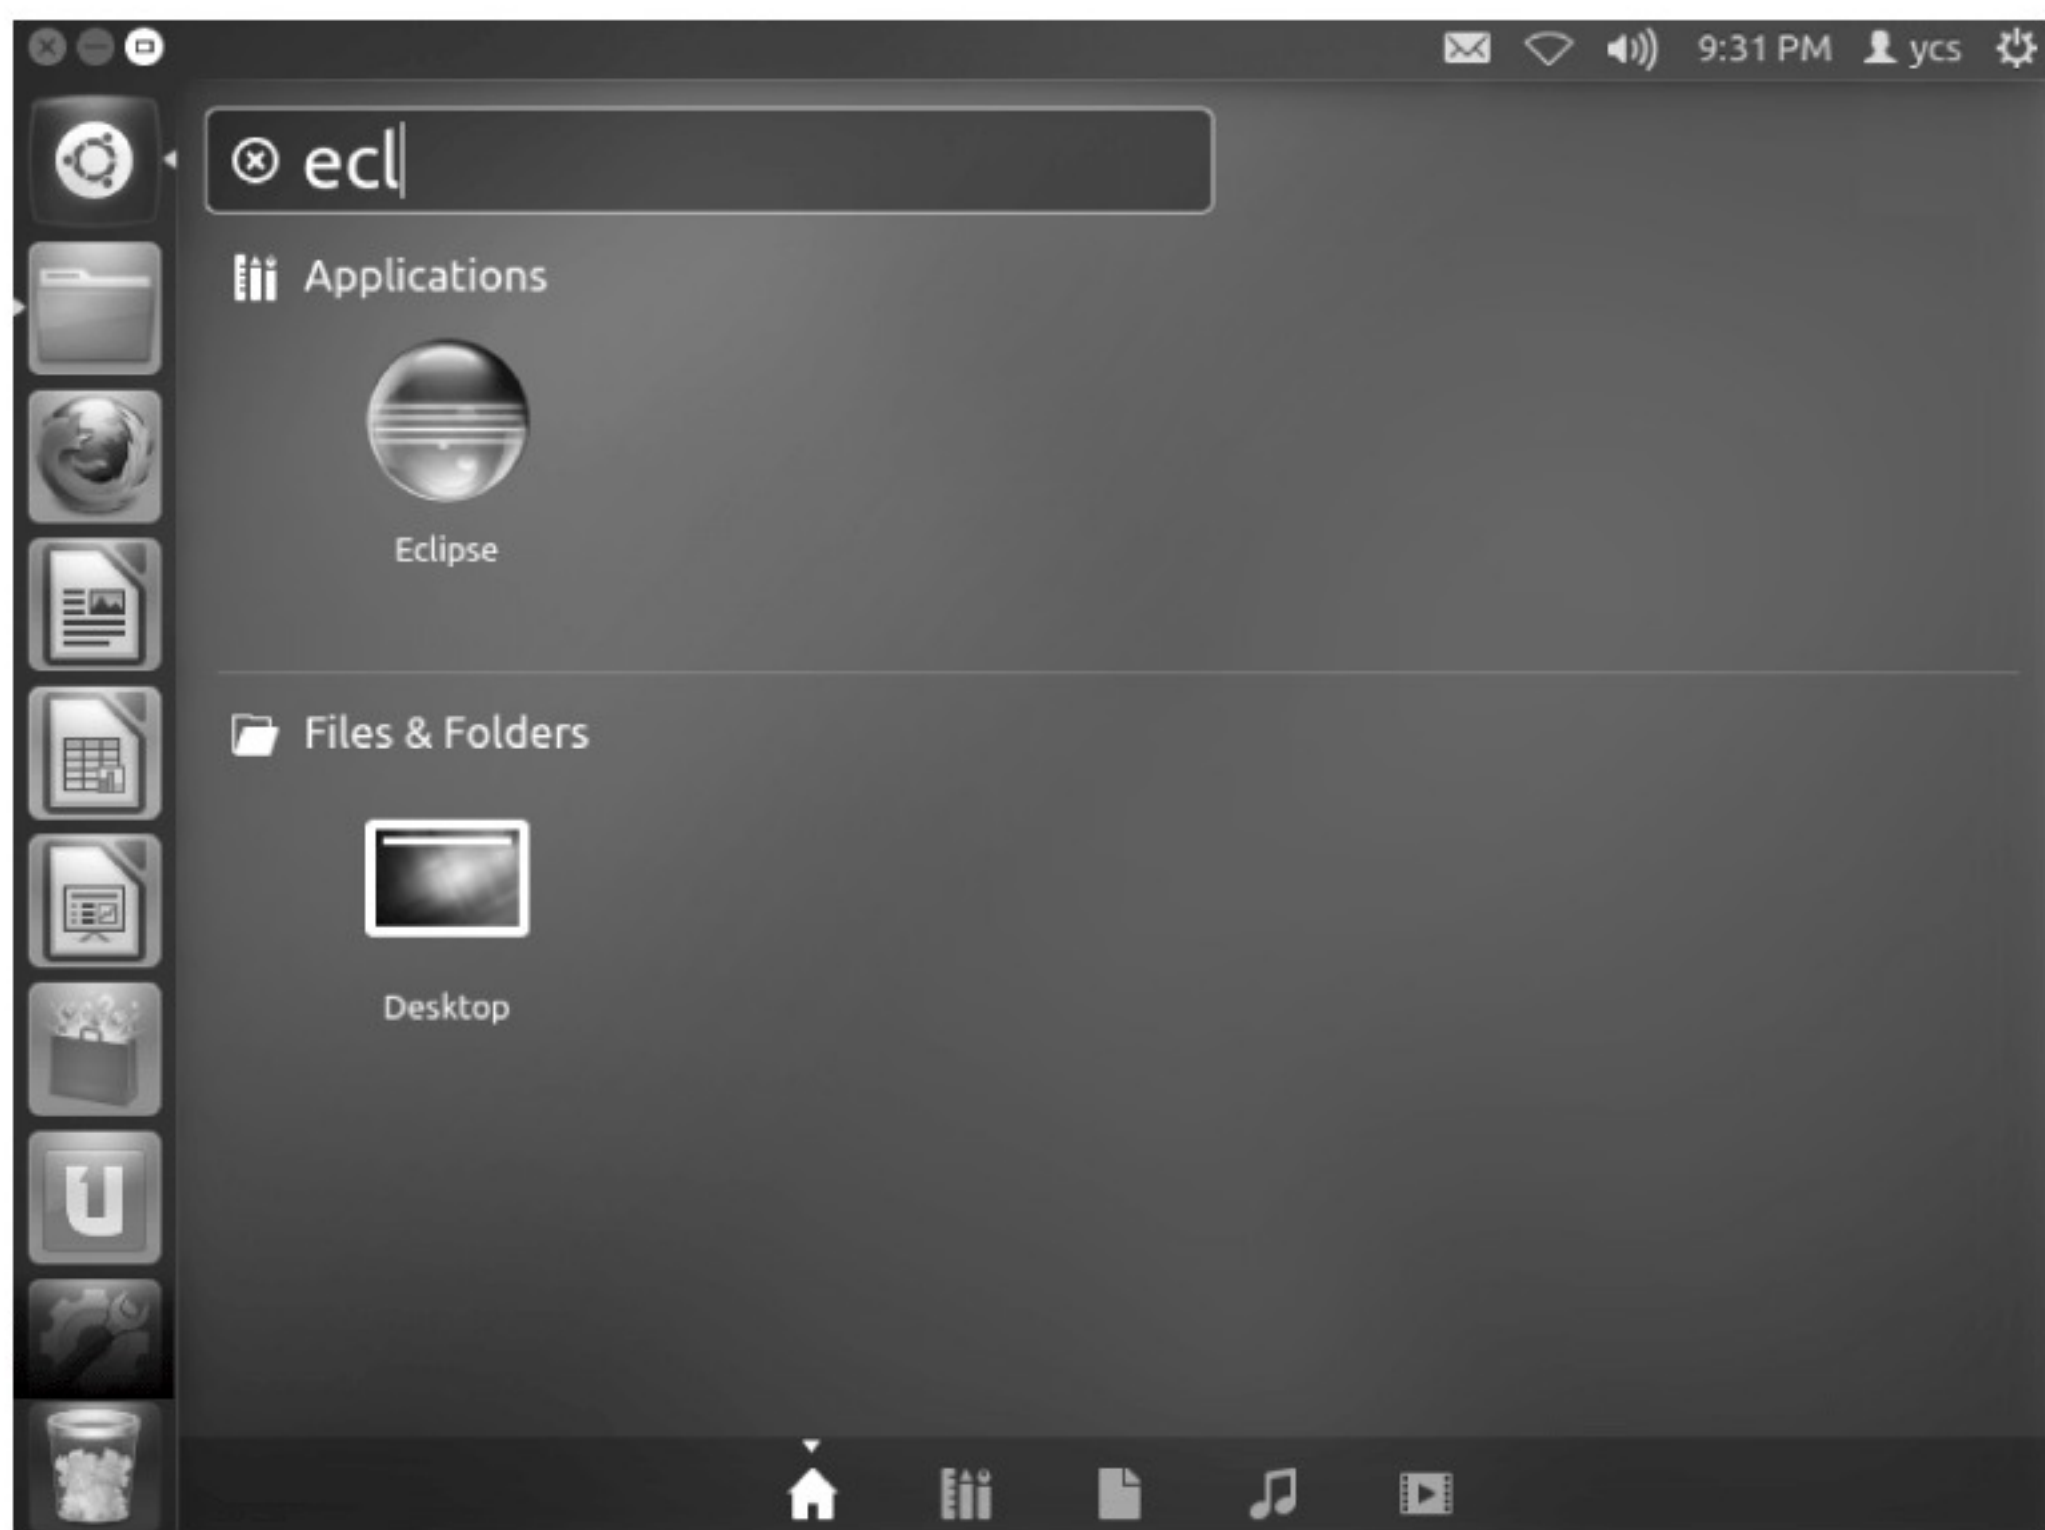 9:31 PM ycs
ecl
Applications
Eclipse
Files & Folders
Desktop